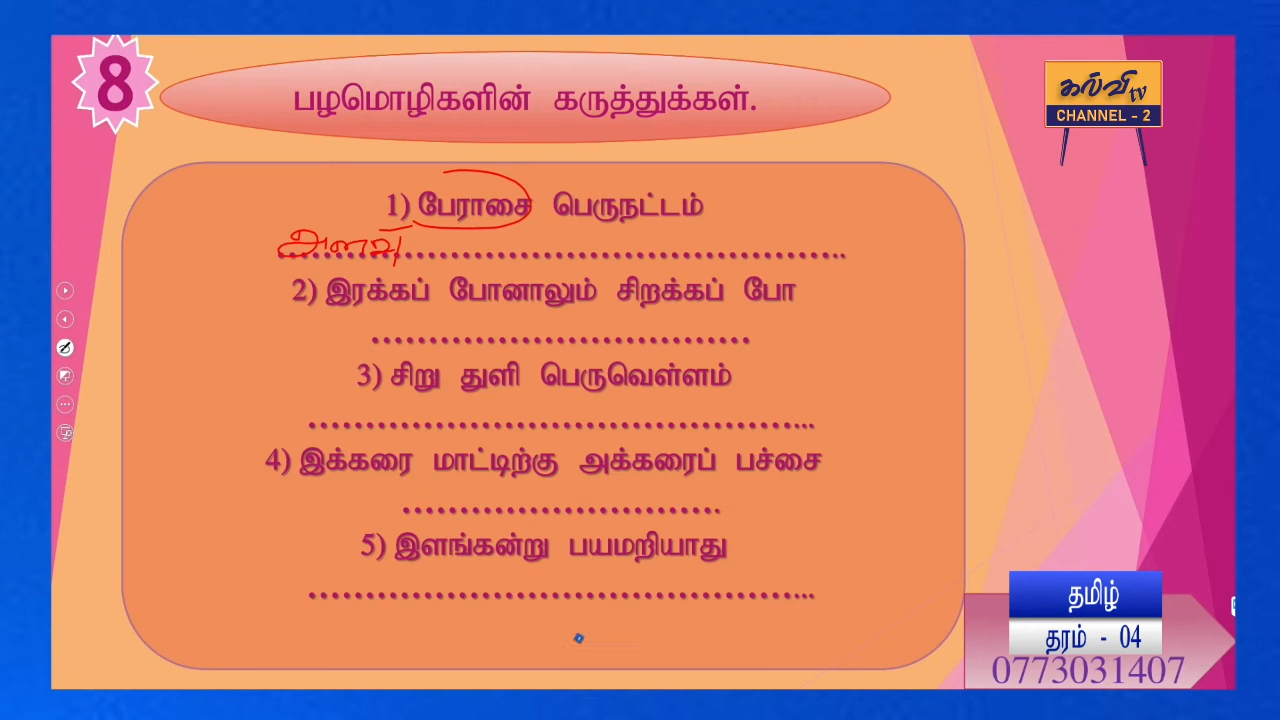 8
பழமொழிகளின் கருத்துக்கள்.
கல்வி tv
CHANNEL - 2
1) பேராசை பெருநட்டம்
அளவு
...........................................................
2) இரக்கப் போனாலும் சிறக்கப் போ
.................................
3) சிறு துளி பெருவெள்ளம்
.............................................
4) இக்கரை மாட்டிற்கு அக்கரைப் பச்சை
............................
5) இளங்கன்று பயமறியாது
.............................................
தமிழ்
தரம் - 04
0773031407